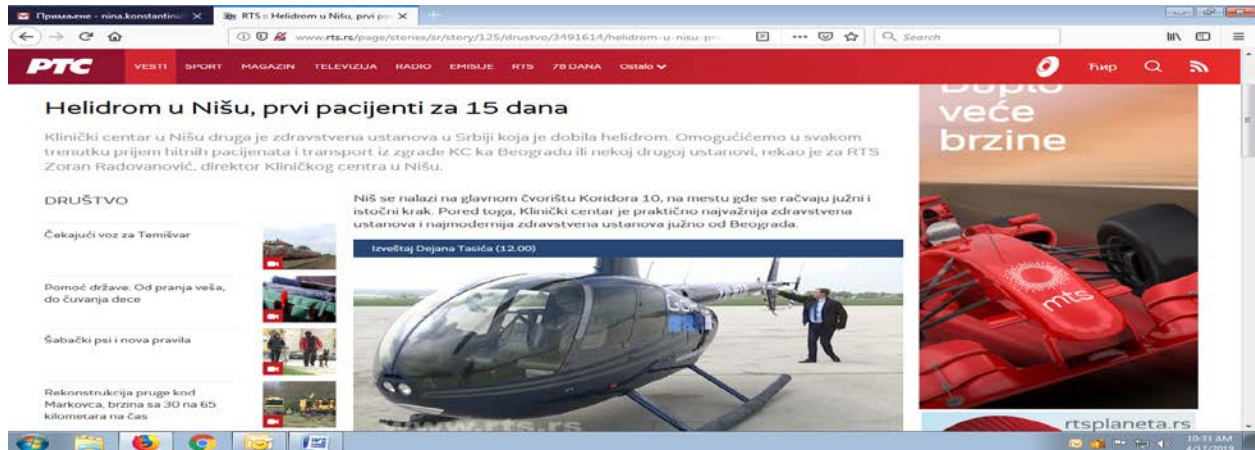 Примљене - nina.konstantini
RTS :: Helidrom u Nišu, prvi pa
www.rts.rs/page/stories/sr/story/125/drustvo/3491614/helidrom-u-nisu-pr
Search
РТС VESTI SPORT MAGAZIN TELEVIZIJA RADIO EMISIJE RTS 78 DANA Ostalo Ћир
Helidrom u Nišu, prvi pacijenti za 15 dana
Klinički centar u Nišu druga je zdravstvena ustanova u Srbiji koja je dobila helidrom. Omogućićemo u svakom
trenutku prijem hitnih pacijenata i transport iz zgrade KC ka Beogradu ili nekoj drugoj ustanovi, rekao je za RTS
Zoran Radovanović, direktor Kliničkog centra u Nišu.
DRUŠTVO
Čekajući voz za Temišvar
Pomoć države: Od pranja veša,
do čuvanja dece
Šabački psi i nova pravila
Rekonstrukcija pruge kod
Markovca, brzina sa 30 na 65
kilometara na čas
Niš se nalazi na glavnom čvorištu Koridora 10, na mestu gde se račvaju južni i
istočni krak. Pored toga, Klinički centar je praktično najvažnija zdravstvena
ustanova i najmodernija zdravstvena ustanova južno od Beograda.
Izveštaj Dejana Tasića (12.00)
www.rts.rs
Duplo
veće
brzine
mts
rtsplaneta.rs
10:33 AM
4/17/2019